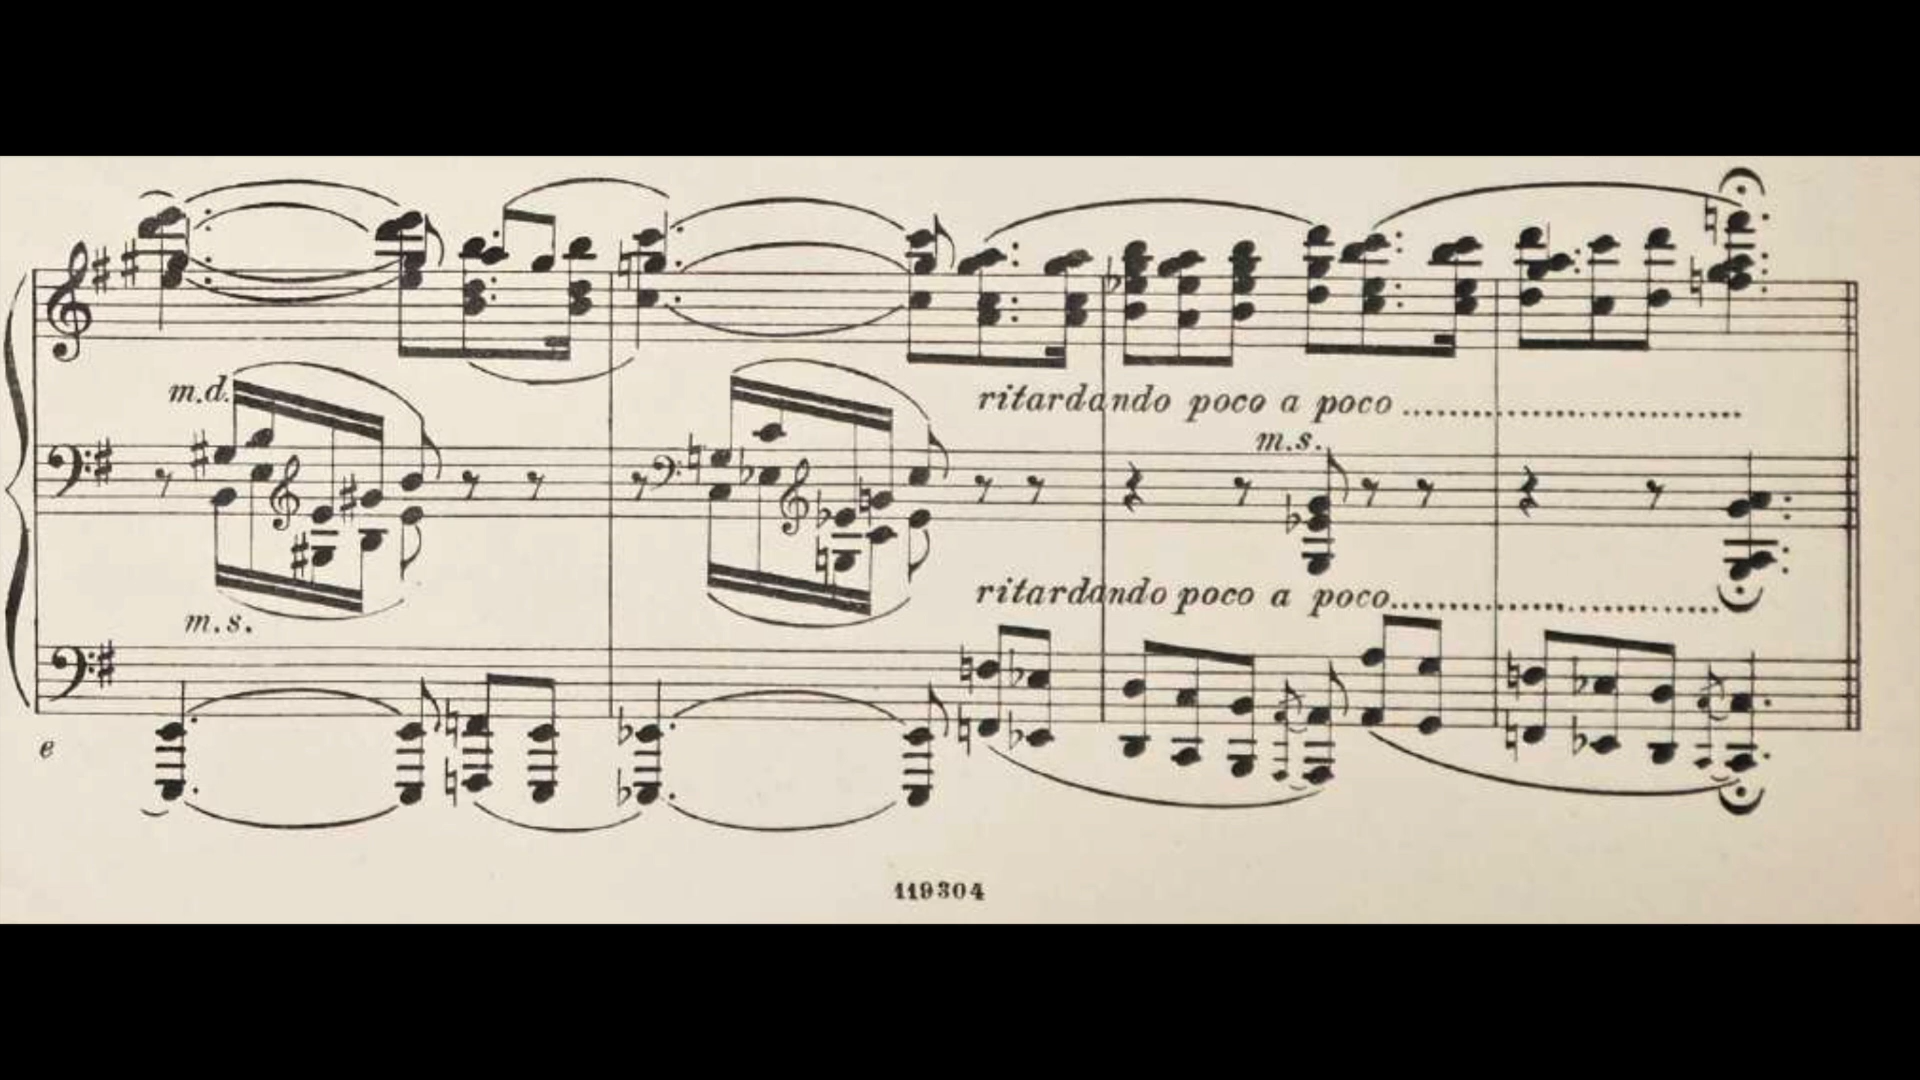 m.d.
ritardando poco a poco
m.s.
ritardando poco a poco
m.s.
e
119304